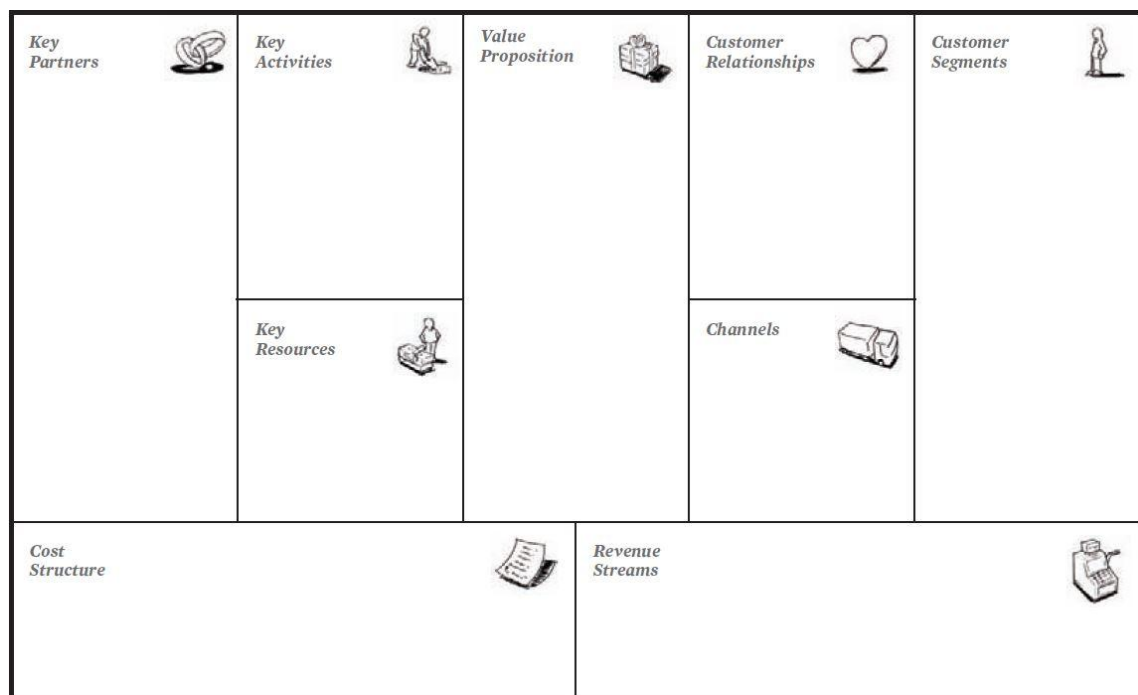 Key
Partners
Key
Activities
Value
Proposition
Customer
Relationships
Customer
Segments
Key
Resources
Channels
Cost
Structure
Revenue
Streams